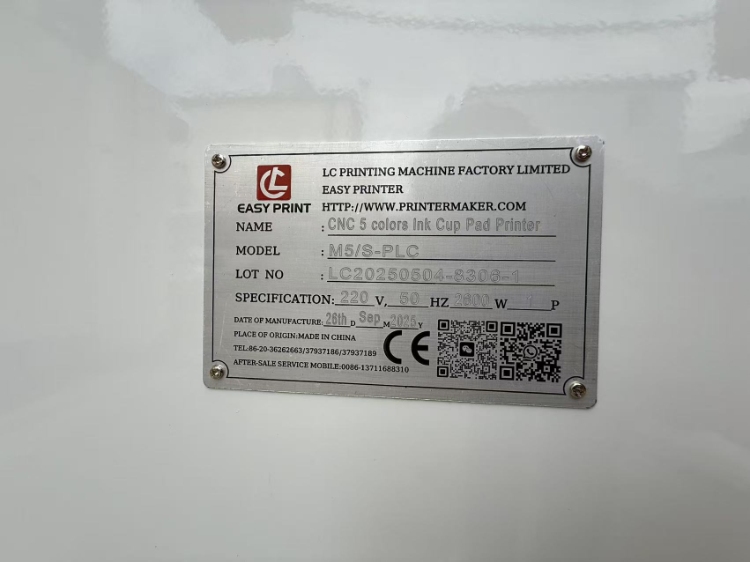 LC PRINTING MACHINE FACTORY LIMITED
EASY PRINTER
EASY PRINT HTTP://WWW.PRINTERMAKER.COM
NAME : CNC 5 colors Ink Cup Pad Printer
MODEL : M5/S-PLC
LOT NO : LC20250504-S306-1
SPECIFICATION: 220 V, 50 HZ 2600 W 1 P
DATE OF MANUFACTURE: 26th D Sep M 2025 Y
PLACE OF ORIGIN: MADE IN CHINA
TEL:86-20-36262663/37937186/37937189
AFTER-SALE SERVICE MOBILE:0086-13711688310
CE